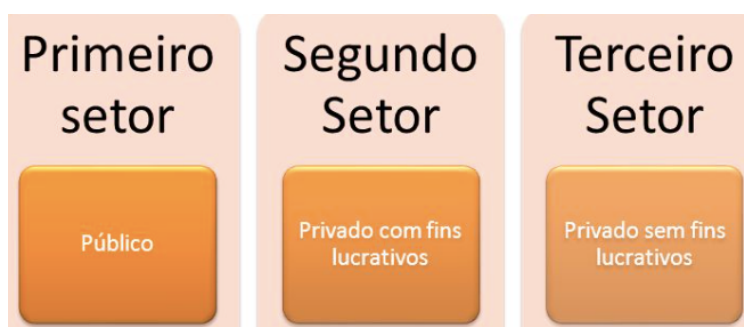 Primeiro
setor
Público
Segundo
Setor
Privado com fins
lucrativos
Terceiro
Setor
Privado sem fins
lucrativos